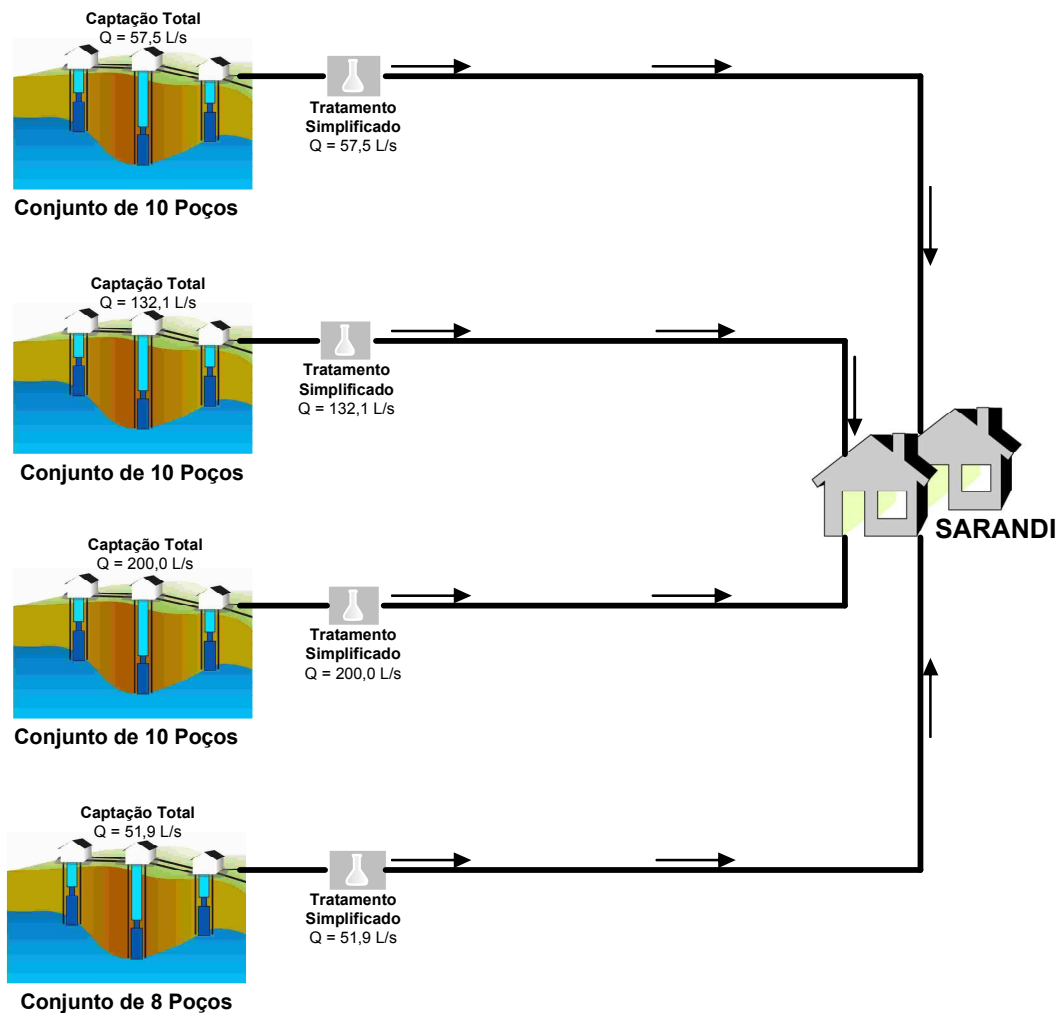 Captação Total
Q = 57,5 L/s
Tratamento
Simplificado
Q = 57,5 L/s
Conjunto de 10 Poços
Captação Total
Q = 132,1 L/s
Tratamento
Simplificado
Q = 132,1 L/s
Conjunto de 10 Poços
SARANDI
Captação Total
Q = 200,0 L/s
Tratamento
Simplificado
Q = 200,0 L/s
Conjunto de 10 Poços
Captação Total
Q = 51,9 L/s
Tratamento
Simplificado
Q = 51,9 L/s
Conjunto de 8 Poços